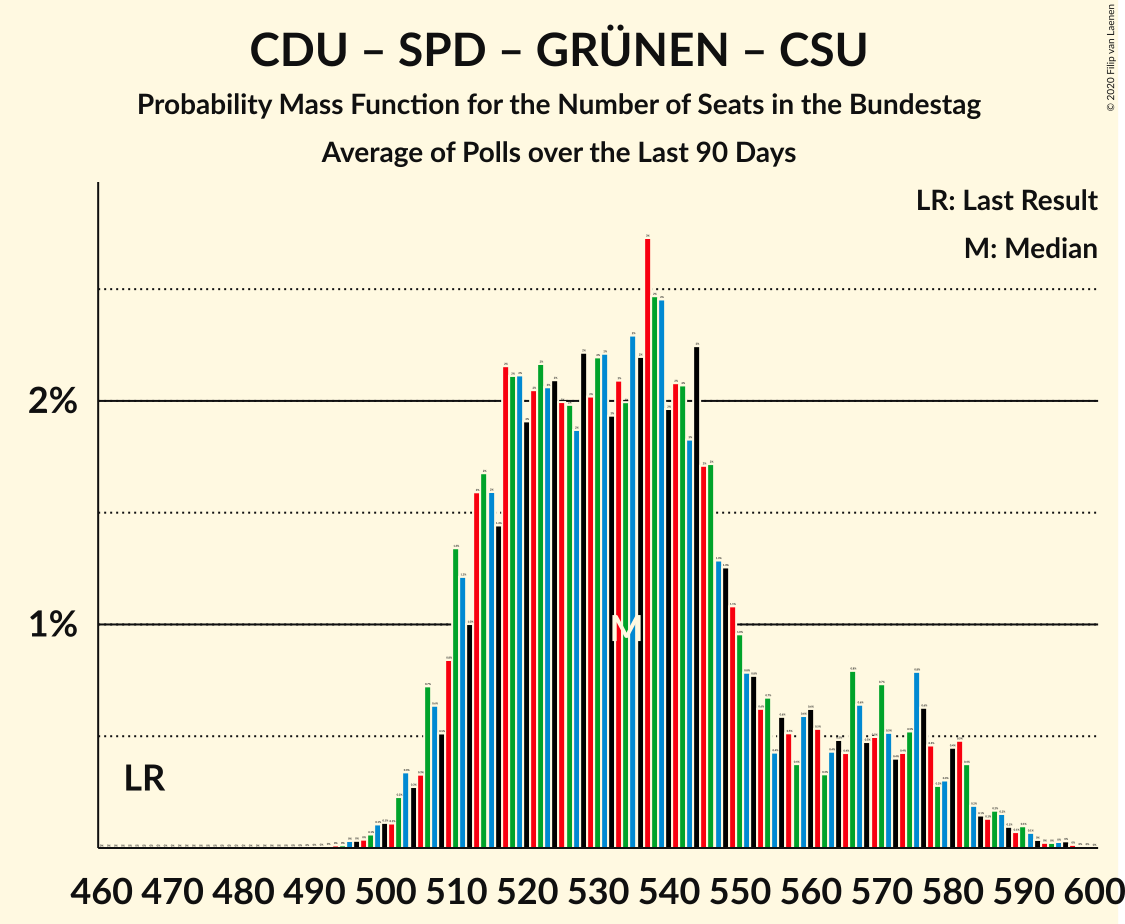 CDU – SPD – GRÜNEN – CSU
Probability Mass Function for the Number of Seats in the Bundestag
Average of Polls over the Last 90 Days
© 2020 Filip van Laenen
LR: Last Result
M: Median
2%
1%
M
LR
460 470 480 490 500 510 520 530 540 550 560 570 580 590 600